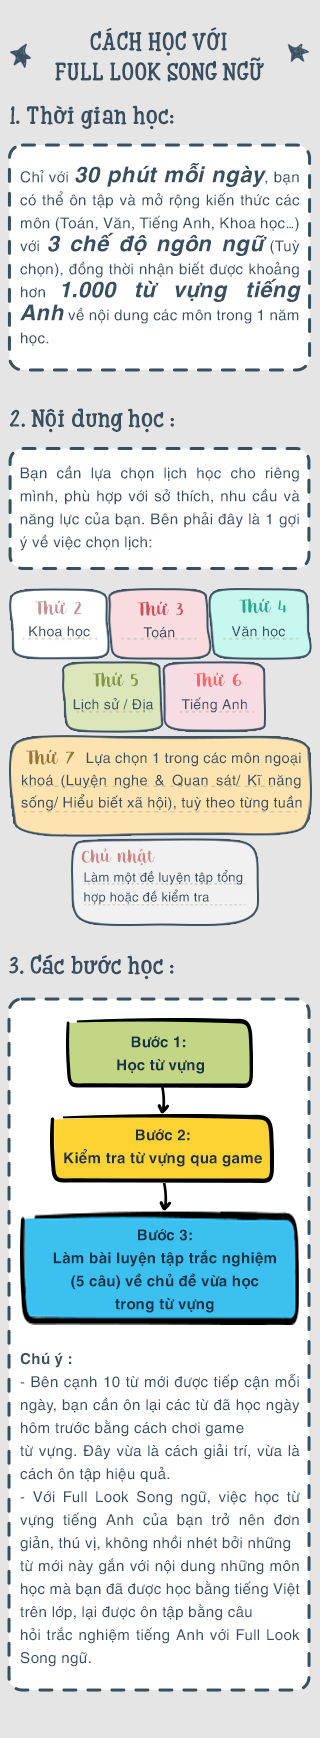 CÁCH HỌC VỚI
FULL LOOK SONG NGỮ
1. Thời gian học:
Chỉ với 30 phút mỗi ngày, bạn
có thể ôn tập và mở rộng kiến thức các
môn (Toán, Văn, Tiếng Anh, Khoa học...)
với 3 chế độ ngôn ngữ (Tuỳ
chọn), đồng thời nhận biết được khoảng
hơn 1.000 từ vựng tiếng
Anh về nội dung các môn trong 1 năm
học.
2. Nội dung học :
Bạn cần lựa chọn lịch học cho riêng
mình, phù hợp với sở thích, nhu cầu và
năng lực của bạn. Bên phải đây là 1 gợi
ý về việc chọn lịch:
Thứ 2
Khoa học
Thứ 3
Toán
Thứ 4
Văn học
Thứ 5
Lịch sử / Địa
Thứ 6
Tiếng Anh
Thứ 7 Lựa chọn 1 trong các môn ngoại
khoá (Luyện nghe & Quan sát/ Kĩ năng
sống/ Hiểu biết xã hội), tuỳ theo từng tuần
Chủ nhật
Làm một đề luyện tập tổng
hợp hoặc đề kiểm tra
3. Các bước học :
Bước 1:
Học từ vựng
Bước 2:
Kiểm tra từ vựng qua game
Bước 3:
Làm bài luyện tập trắc nghiệm
(5 câu) về chủ đề vừa học
trong từ vựng
Chú ý :
- Bên cạnh 10 từ mới được tiếp cận mỗi
ngày, bạn cần ôn lại các từ đã học ngày
hôm trước bằng cách chơi game
từ vựng. Đây vừa là cách giải trí, vừa là
cách ôn tập hiệu quả.
- Với Full Look Song ngữ, việc học từ
vựng tiếng Anh của bạn trở nên đơn
giản, thú vị, không nhồi nhét bởi những
từ mới này gắn với nội dung những môn
học mà bạn đã được học bằng tiếng Việt
trên lớp, lại được ôn tập bằng câu
hỏi trắc nghiệm tiếng Anh với Full Look
Song ngữ.